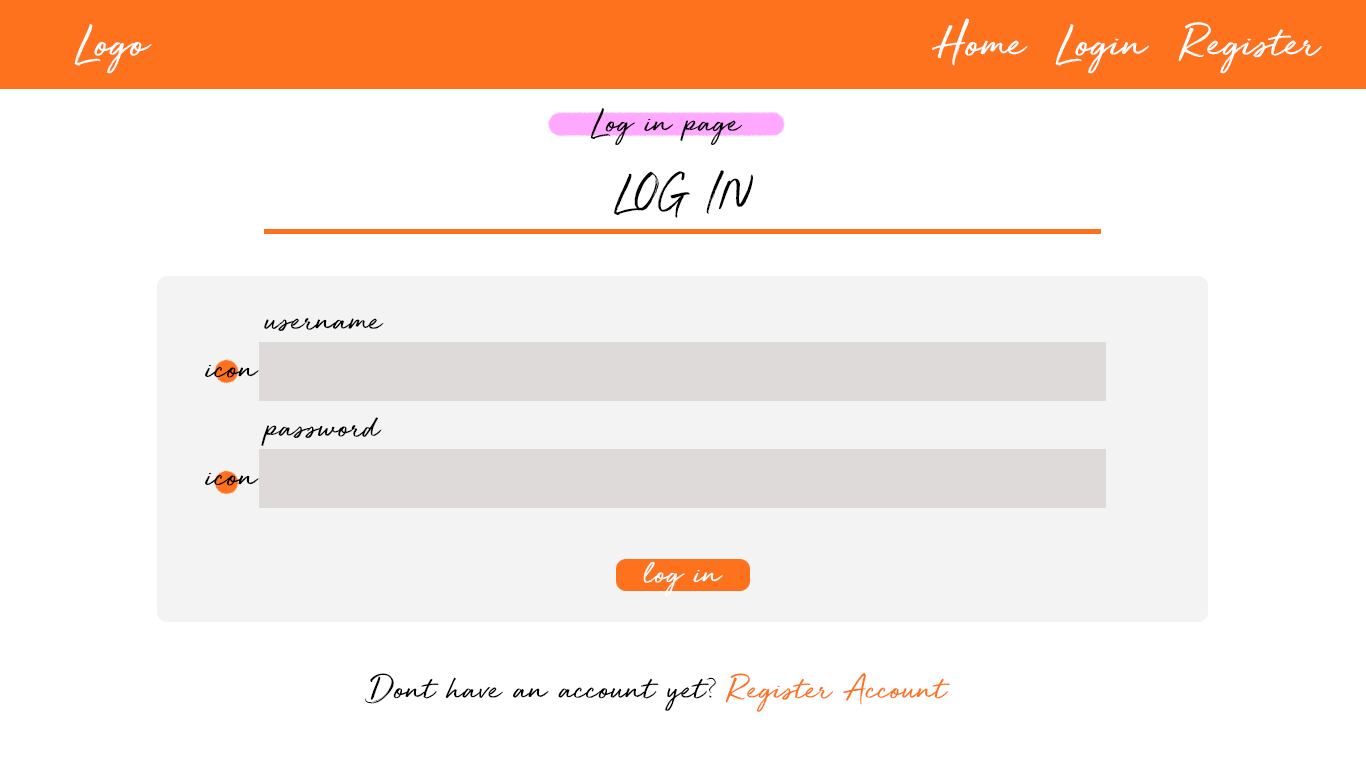 Logo Home Login Register
Log in page
LOG IN
username
icon
password
icon
log in
Dont have an account yet? Register Account